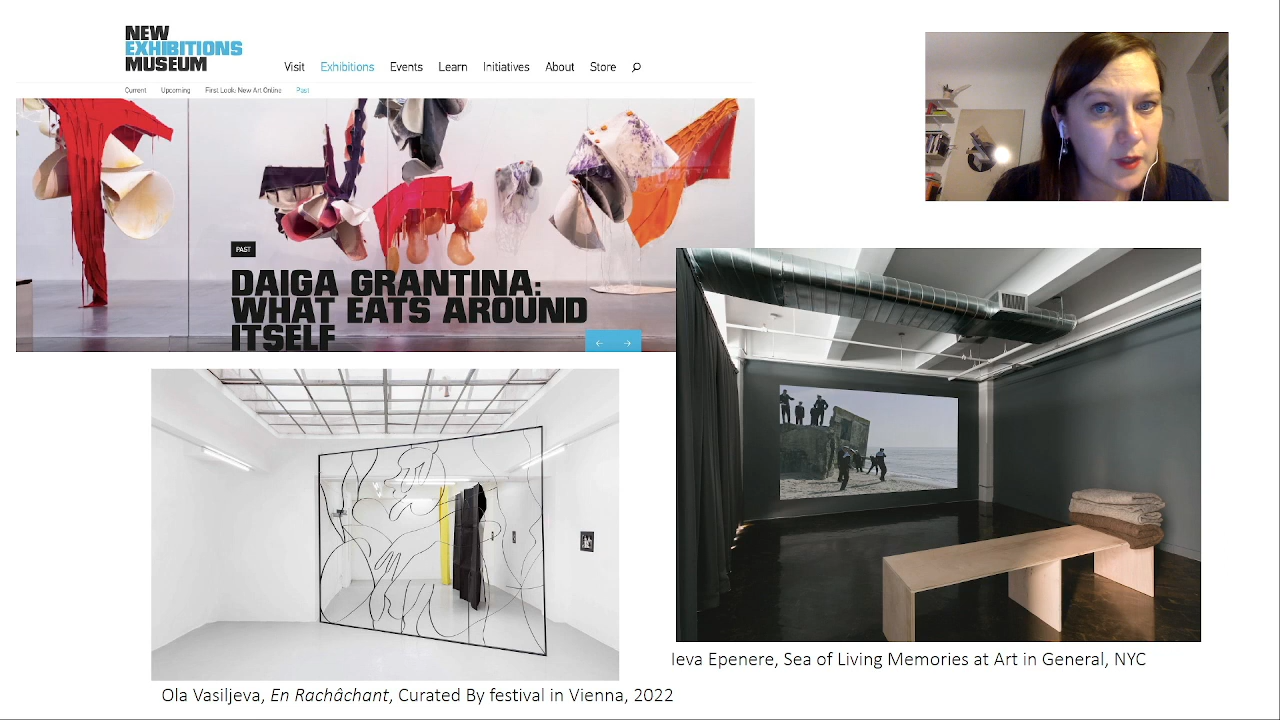 NEW
EXHIBITIONS
MUSEUM
Visit Exhibitions Events Learn Initiatives About Store
Current Upcoming First Look: New Art Online Past
PAST
DAIGA GRANTINA:
WHAT EATS AROUND
ITSELF
Ieva Epenere, Sea of Living Memories at Art in General, NYC
Ola Vasiljeva, En Rachâchant, Curated By festival in Vienna, 2022